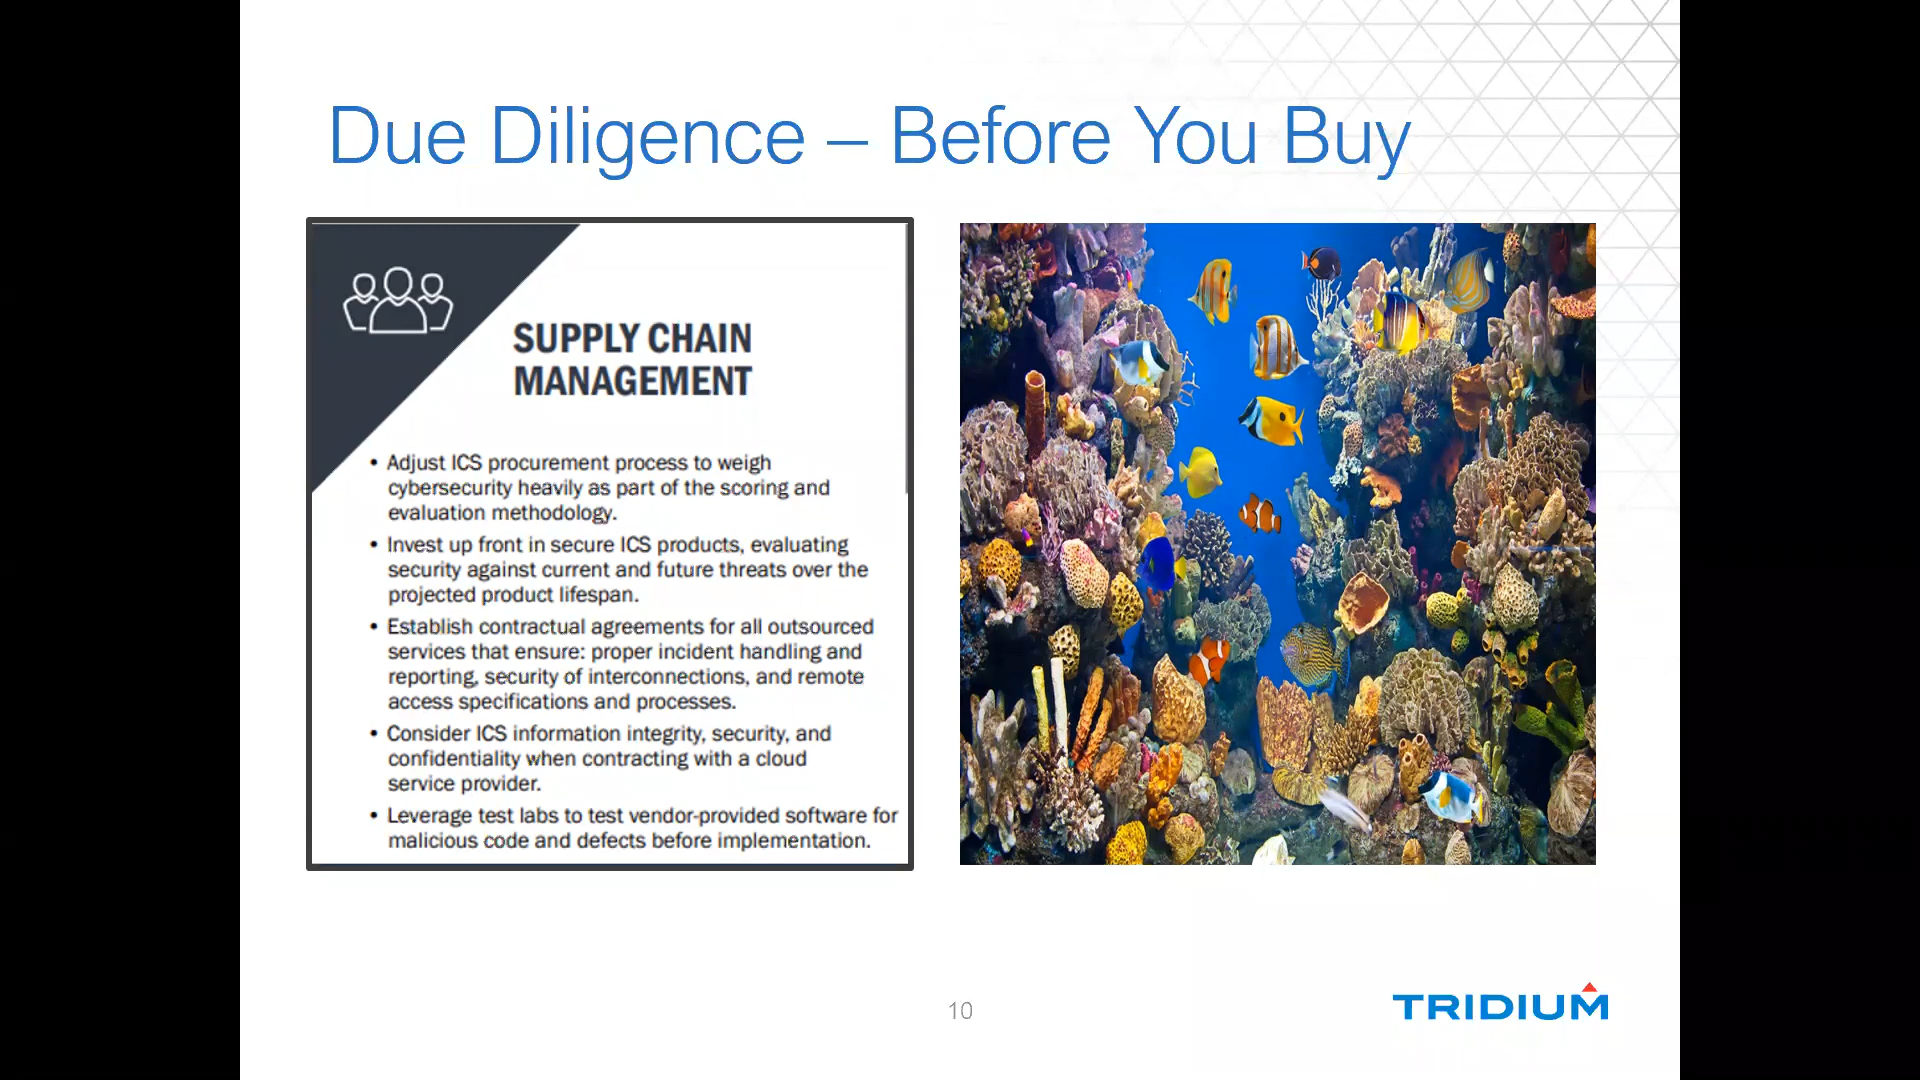 Due Diligence – Before You Buy
SUPPLY CHAIN
MANAGEMENT
• Adjust ICS procurement process to weigh
cybersecurity heavily as part of the scoring and
evaluation methodology.
• Invest up front in secure ICS products, evaluating
security against current and future threats over the
projected product lifespan.
• Establish contractual agreements for all outsourced
services that ensure: proper incident handling and
reporting, security of interconnections, and remote
access specifications and processes.
• Consider ICS information integrity, security, and
confidentiality when contracting with a cloud
service provider.
• Leverage test labs to test vendor-provided software for
malicious code and defects before implementation.
10
TRIDIUM